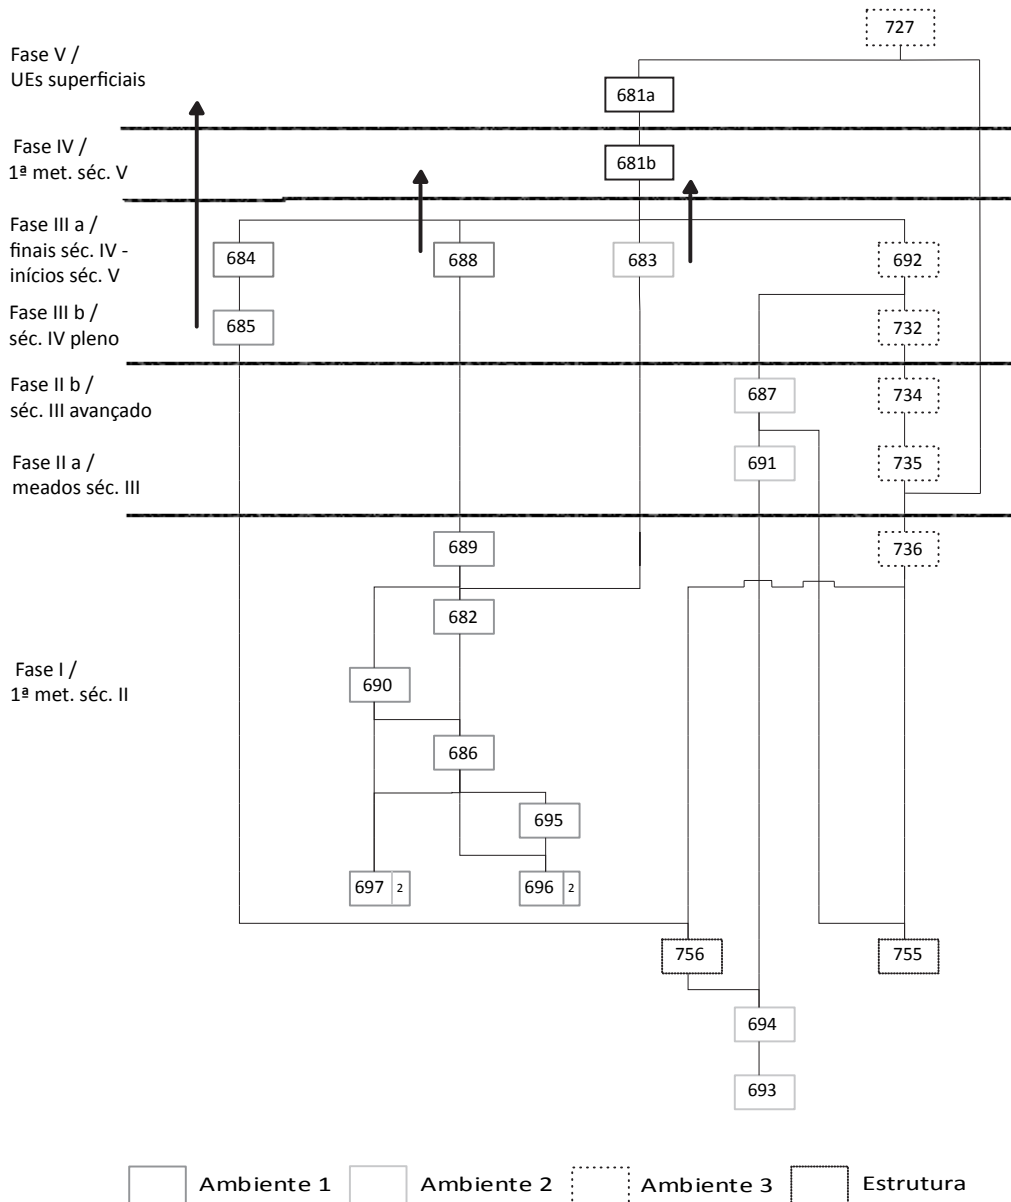 727
Fase V /
UEs superficiais
681a
Fase IV /
1ª met. séc. V
681b
Fase III a /
finais séc. IV -
inícios séc. V
684
688
683
692
Fase III b /
séc. IV pleno
685
732
Fase II b /
séc. III avançado
687
734
Fase II a /
meados séc. III
691
735
689
736
682
Fase I /
1ª met. séc. II
690
686
695
697 2
696 2
756
755
694
693
Ambiente 1
Ambiente 2
Ambiente 3
Estrutura